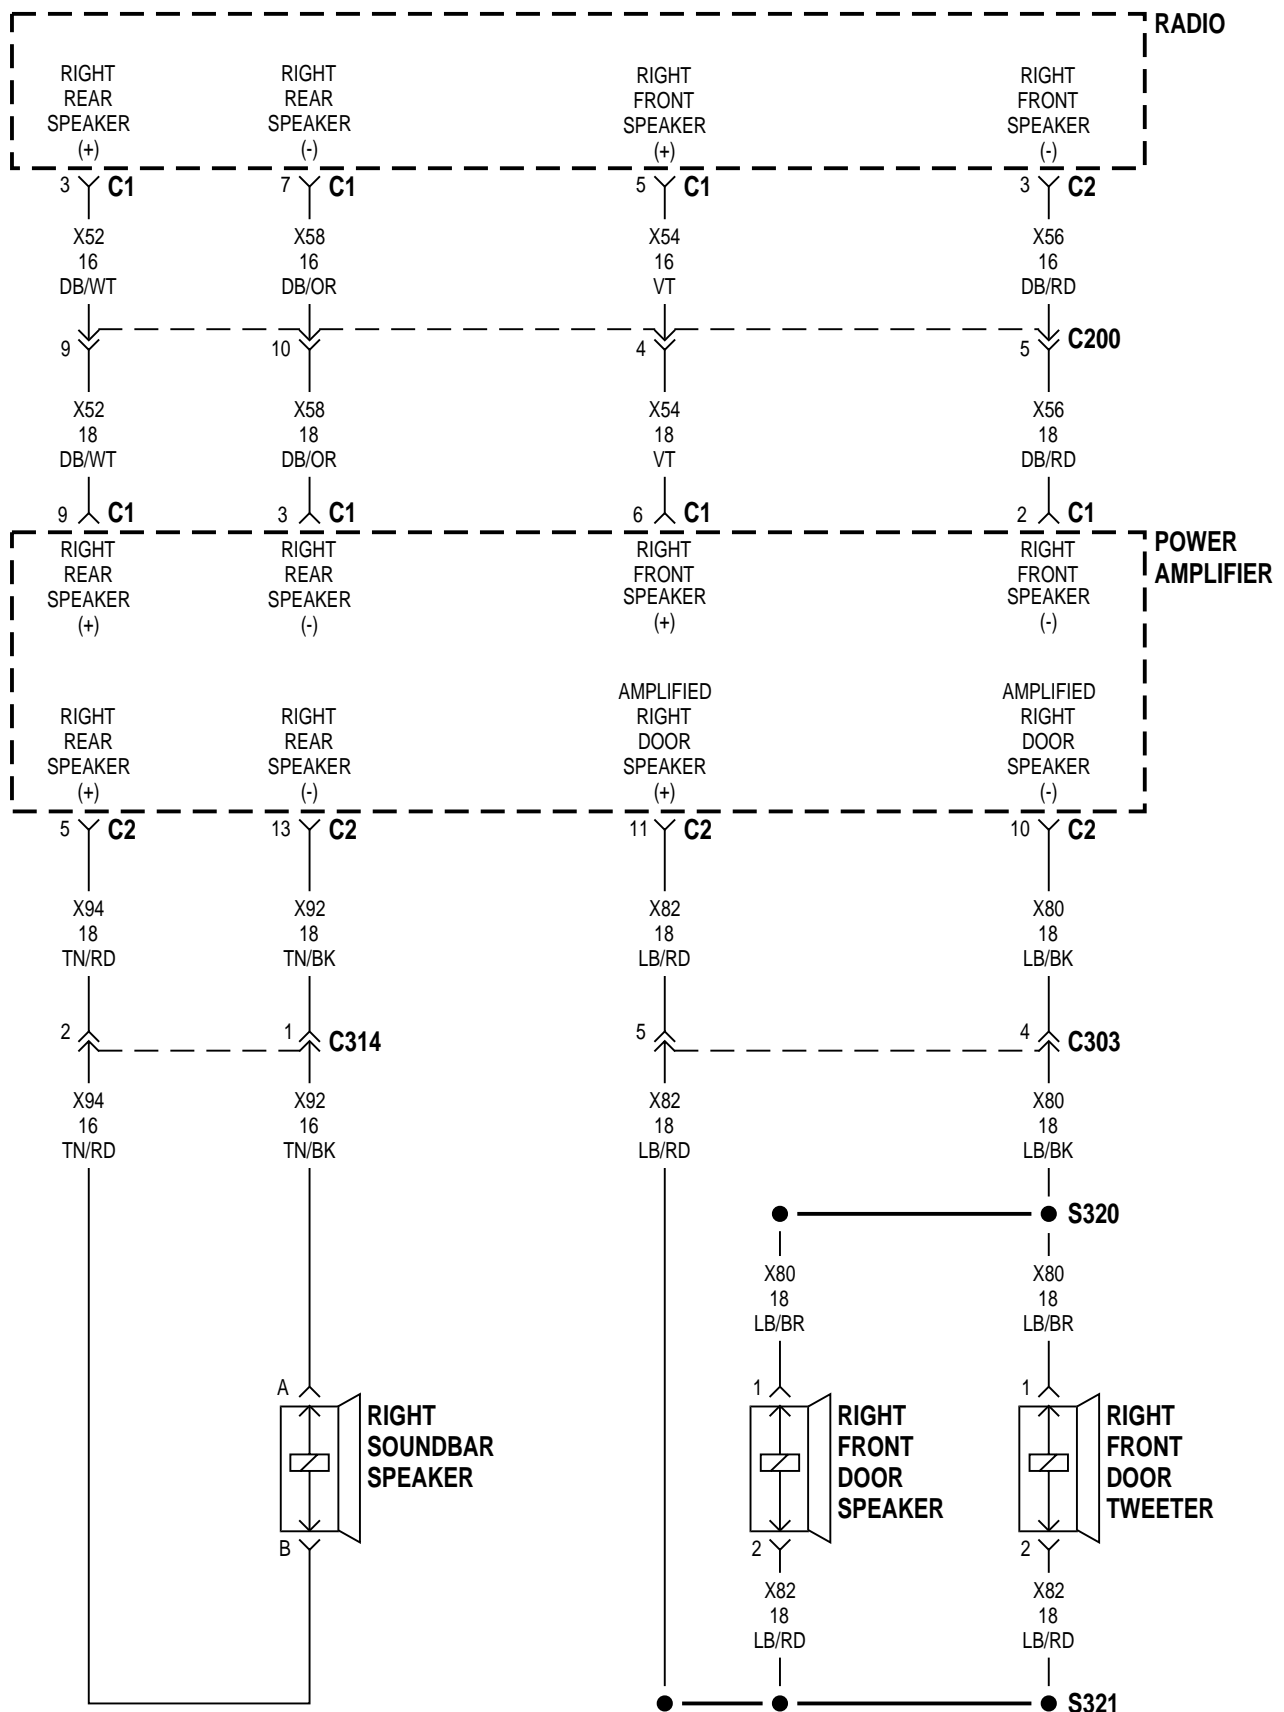 RADIO
RIGHT RIGHT RIGHT RIGHT
REAR REAR FRONT FRONT
SPEAKER SPEAKER SPEAKER SPEAKER
(+) (-) (+) (-)
3 C1 7 C1 5 C1 3 C2
X52 X58 X54 X56
16 16 16 16
DB/WT DB/OR VT DB/RD
9 10 4 5 C200
X52 X58 X54 X56
18 18 18 18
DB/WT DB/OR VT DB/RD
9 C1 3 C1 6 C1 2 C1
POWER
AMPLIFIER
RIGHT RIGHT RIGHT RIGHT
REAR REAR FRONT FRONT
SPEAKER SPEAKER SPEAKER SPEAKER
(+) (-) (+) (-)
AMPLIFIED AMPLIFIED
RIGHT RIGHT RIGHT RIGHT
REAR REAR DOOR DOOR
SPEAKER SPEAKER SPEAKER SPEAKER
(+) (-) (+) (-)
5 C2 13 C2 11 C2 10 C2
X94 X92 X82 X80
18 18 18 18
TN/RD TN/BK LB/RD LB/BK
2 1 C314 5 4 C303
X94 X92 X82 X80
16 16 18 18
TN/RD TN/BK LB/RD LB/BK
S320
X80 X80
18 18
LB/BR LB/BR
A 1 1
RIGHT RIGHT RIGHT
SOUNDBAR FRONT FRONT
SPEAKER DOOR DOOR
SPEAKER TWEETER
B 2 2
X82 X82
18 18
LB/RD LB/RD
S321